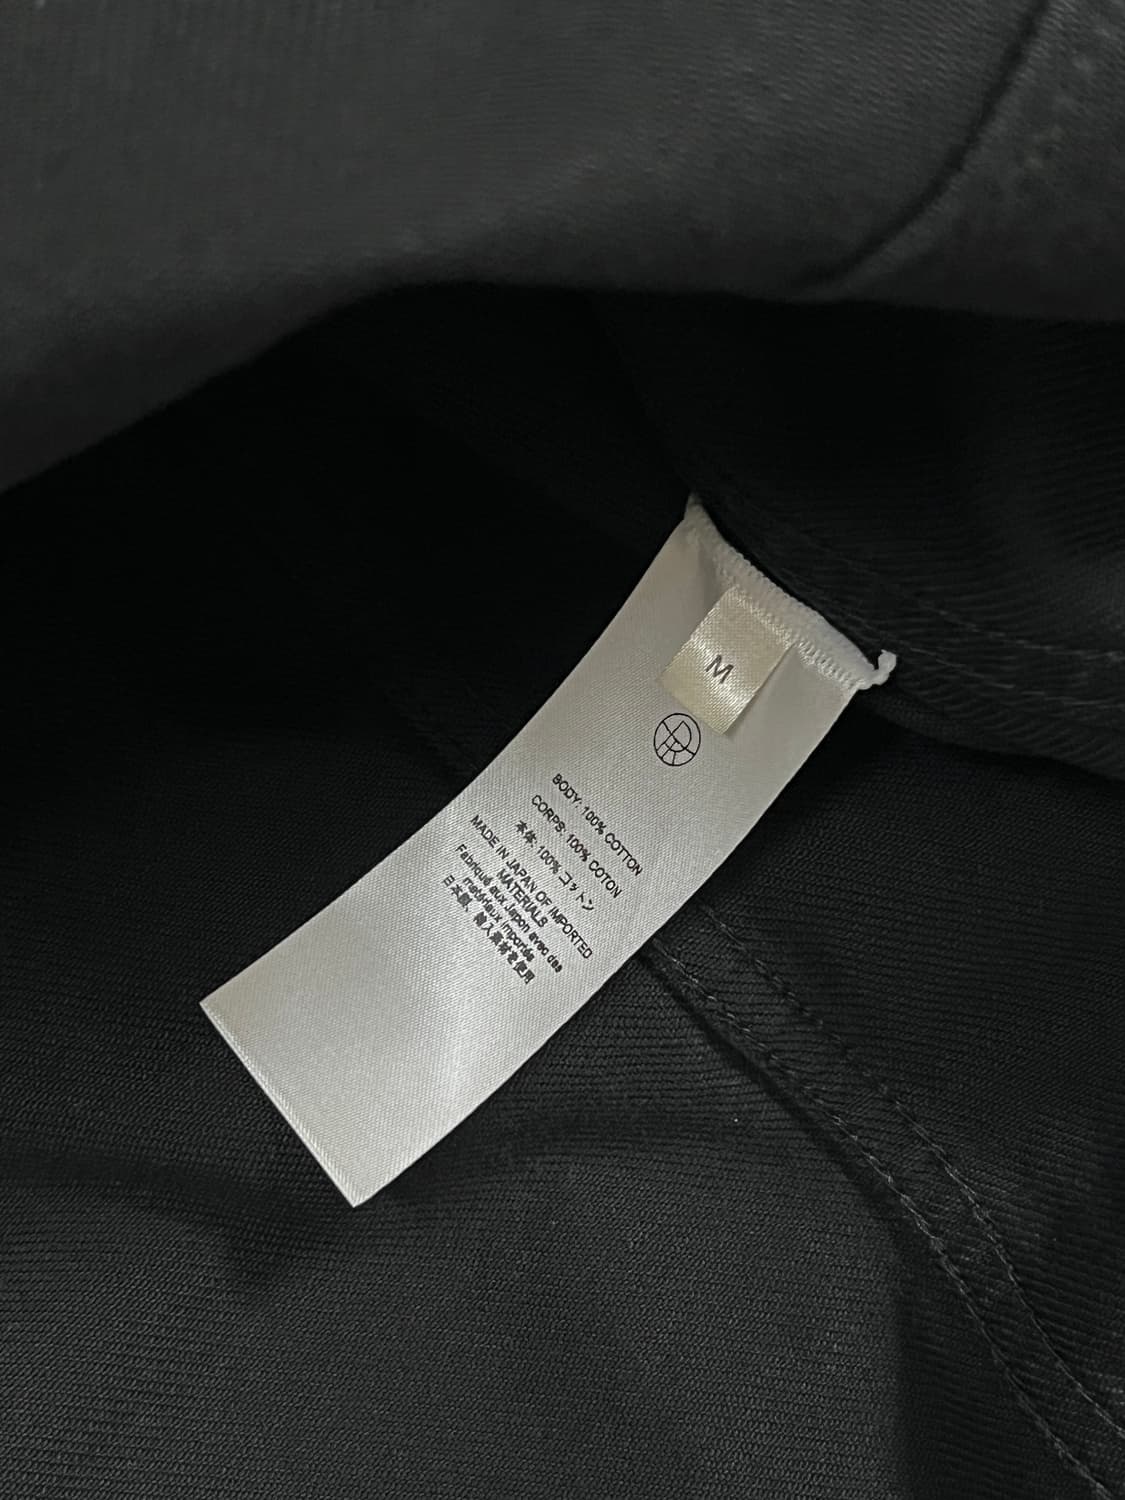 M
BODY: 100% COTTON
CORPS: 100% COTON
本体: 100% コットン
MADE IN JAPAN OF IMPORTED
MATERIALS
Fabriqué aux Japon avec des
matériaux importés
日本製、輸入素材を使用